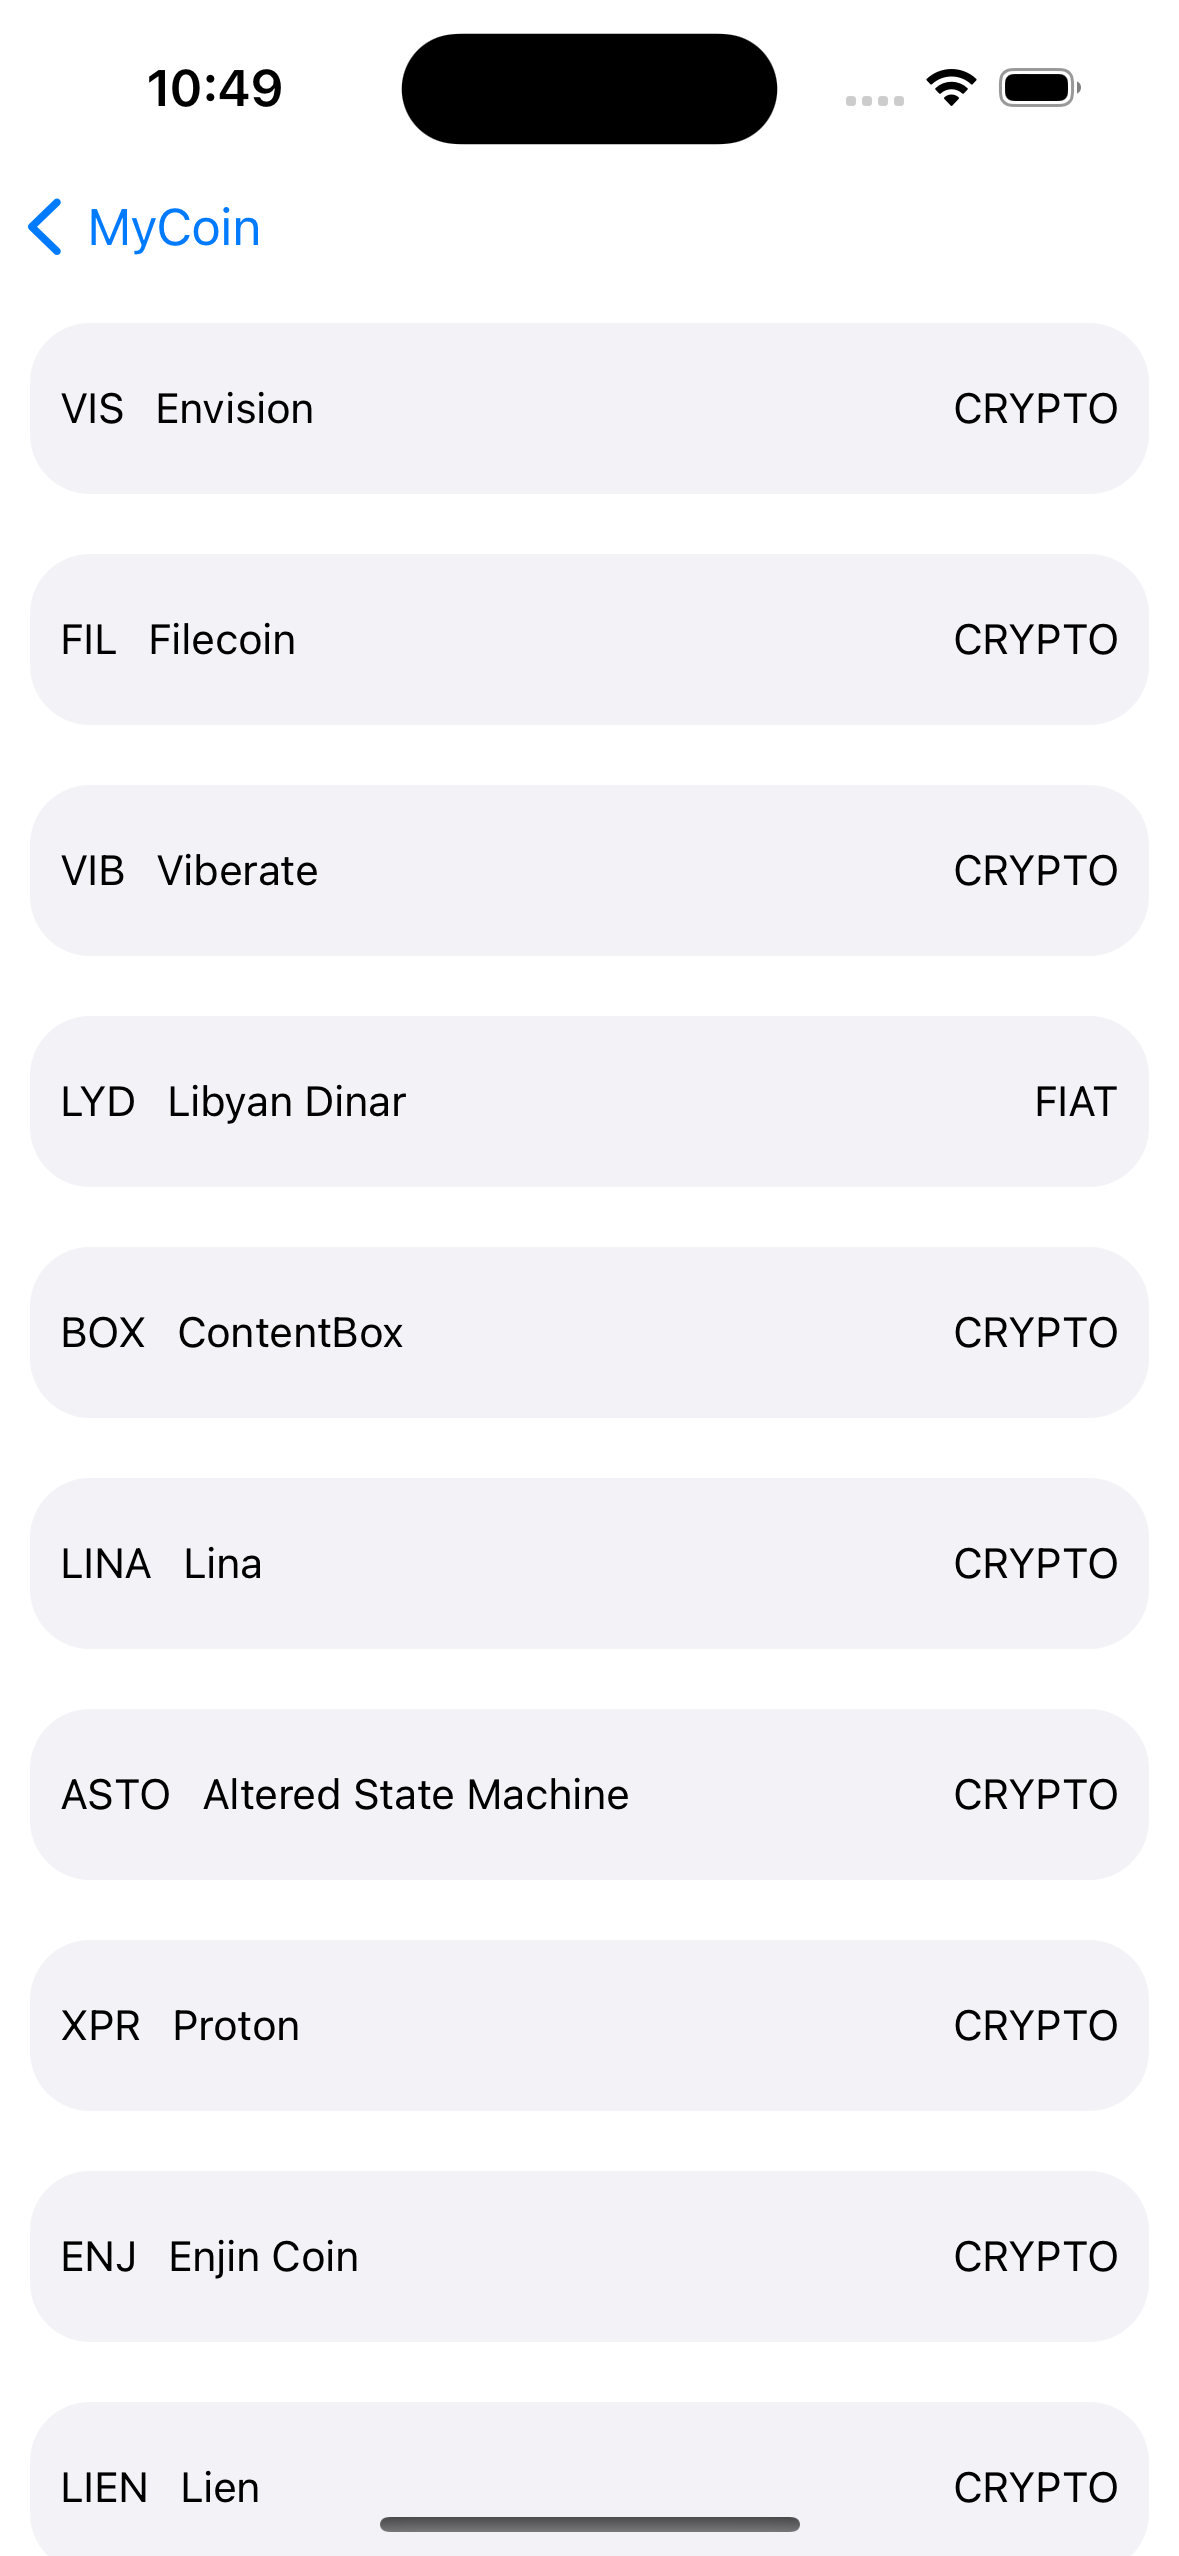 10:49
MyCoin
VIS Envision CRYPTO
FIL Filecoin CRYPTO
VIB Viberate CRYPTO
LYD Libyan Dinar FIAT
BOX ContentBox CRYPTO
LINA Lina CRYPTO
ASTO Altered State Machine CRYPTO
XPR Proton CRYPTO
ENJ Enjin Coin CRYPTO
LIEN Lien CRYPTO